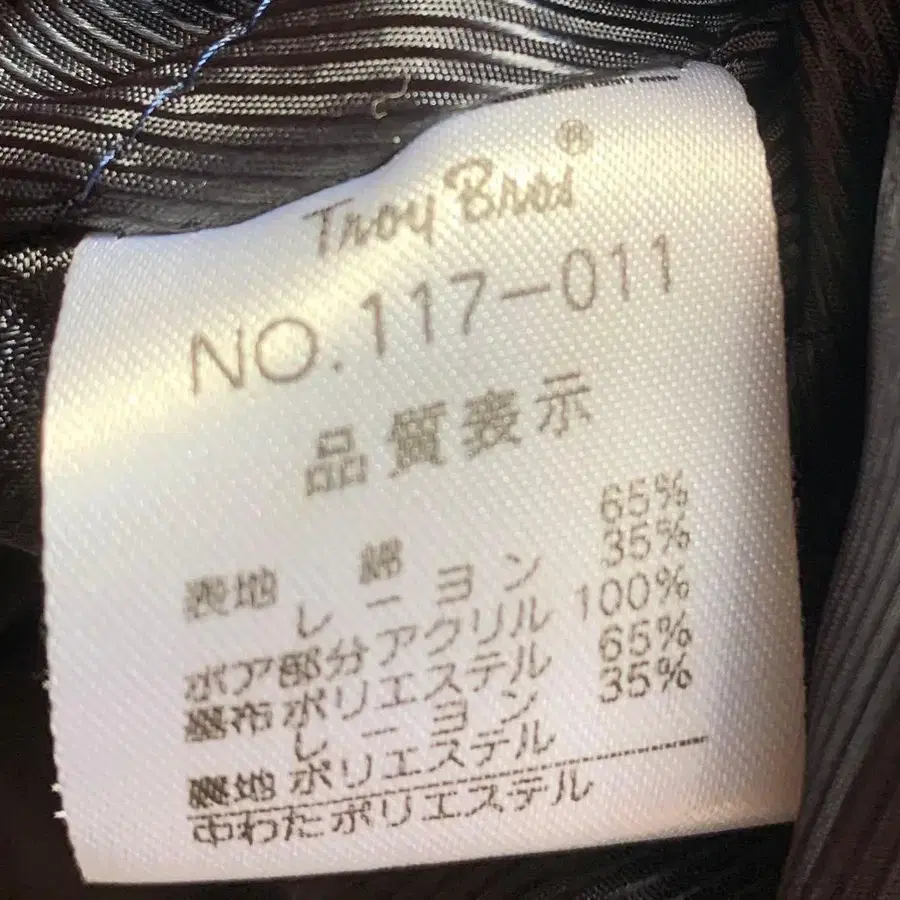 Troy Bros®
NO.117-011
品質表示
表地 綿 65%
レーヨン 35%
ボア部分アクリル 100%
基布ポリエステル 65%
レーヨン 35%
裏地 ポリエステル
中わたポリエステル